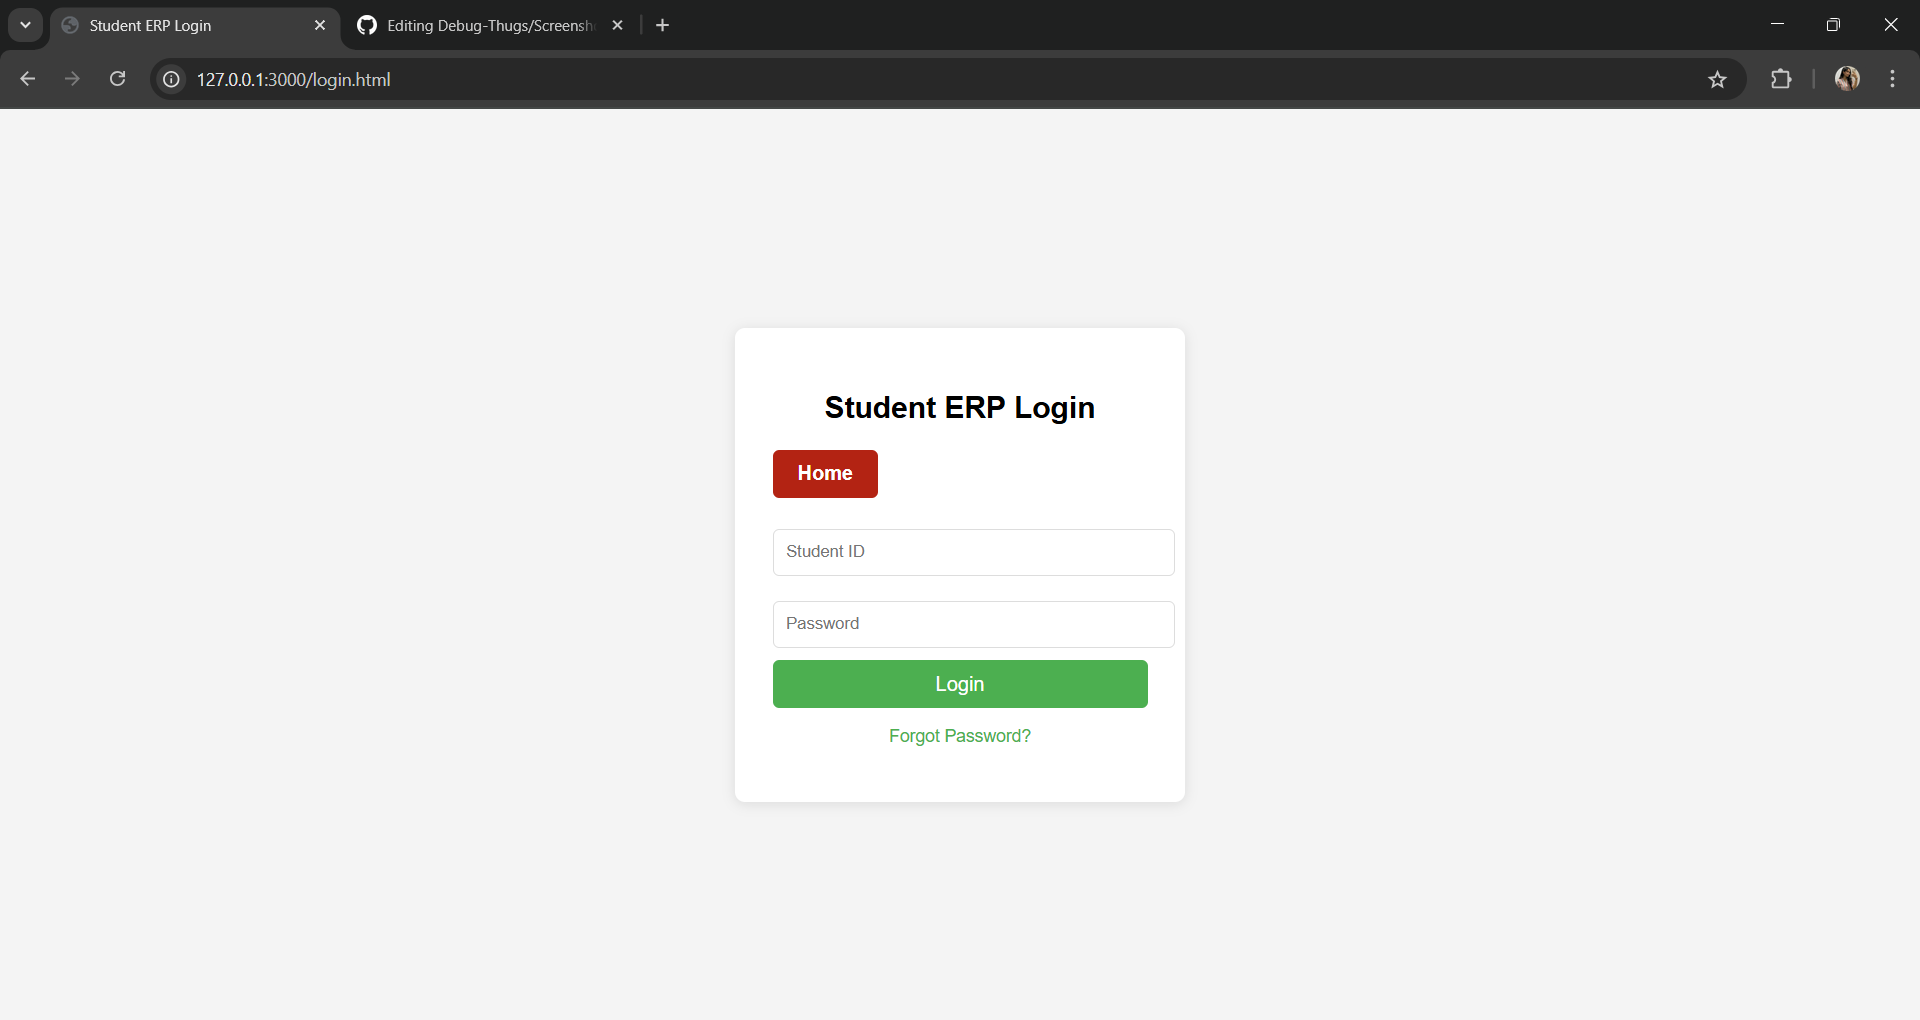 Student ERP Login
Editing Debug-Thugs/Screensh
127.0.0.1:3000/login.html
Student ERP Login
Home
Student ID
Password
Login
Forgot Password?